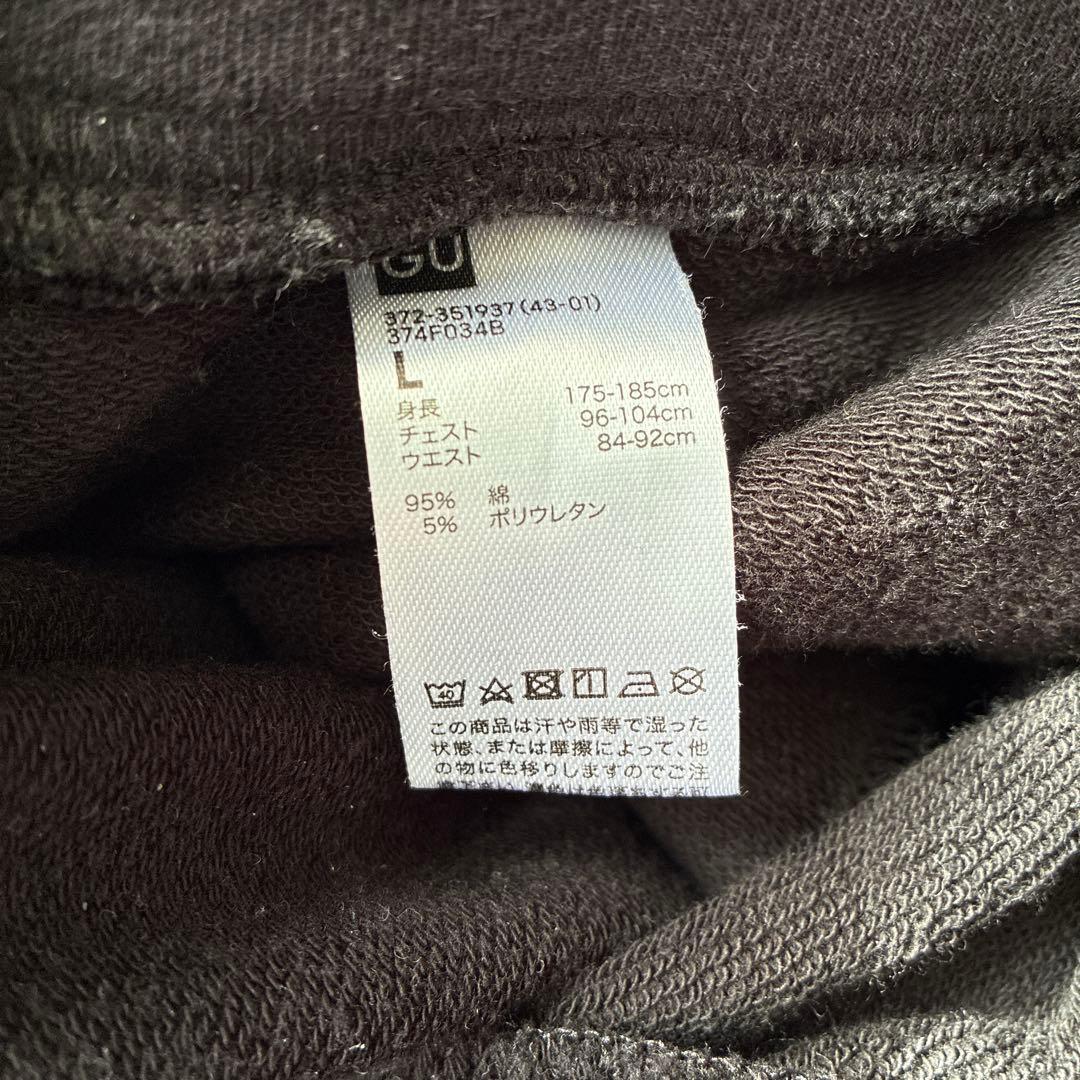 GU
372-351937(43-01)
374F034B
L
身長 175-185cm
チェスト 96-104cm
ウエスト 84-92cm
95% 綿
5% ポリウレタン
40
この商品は汗や雨等で湿った
状態、または摩擦によって、他
の物に色移りしますのでご注